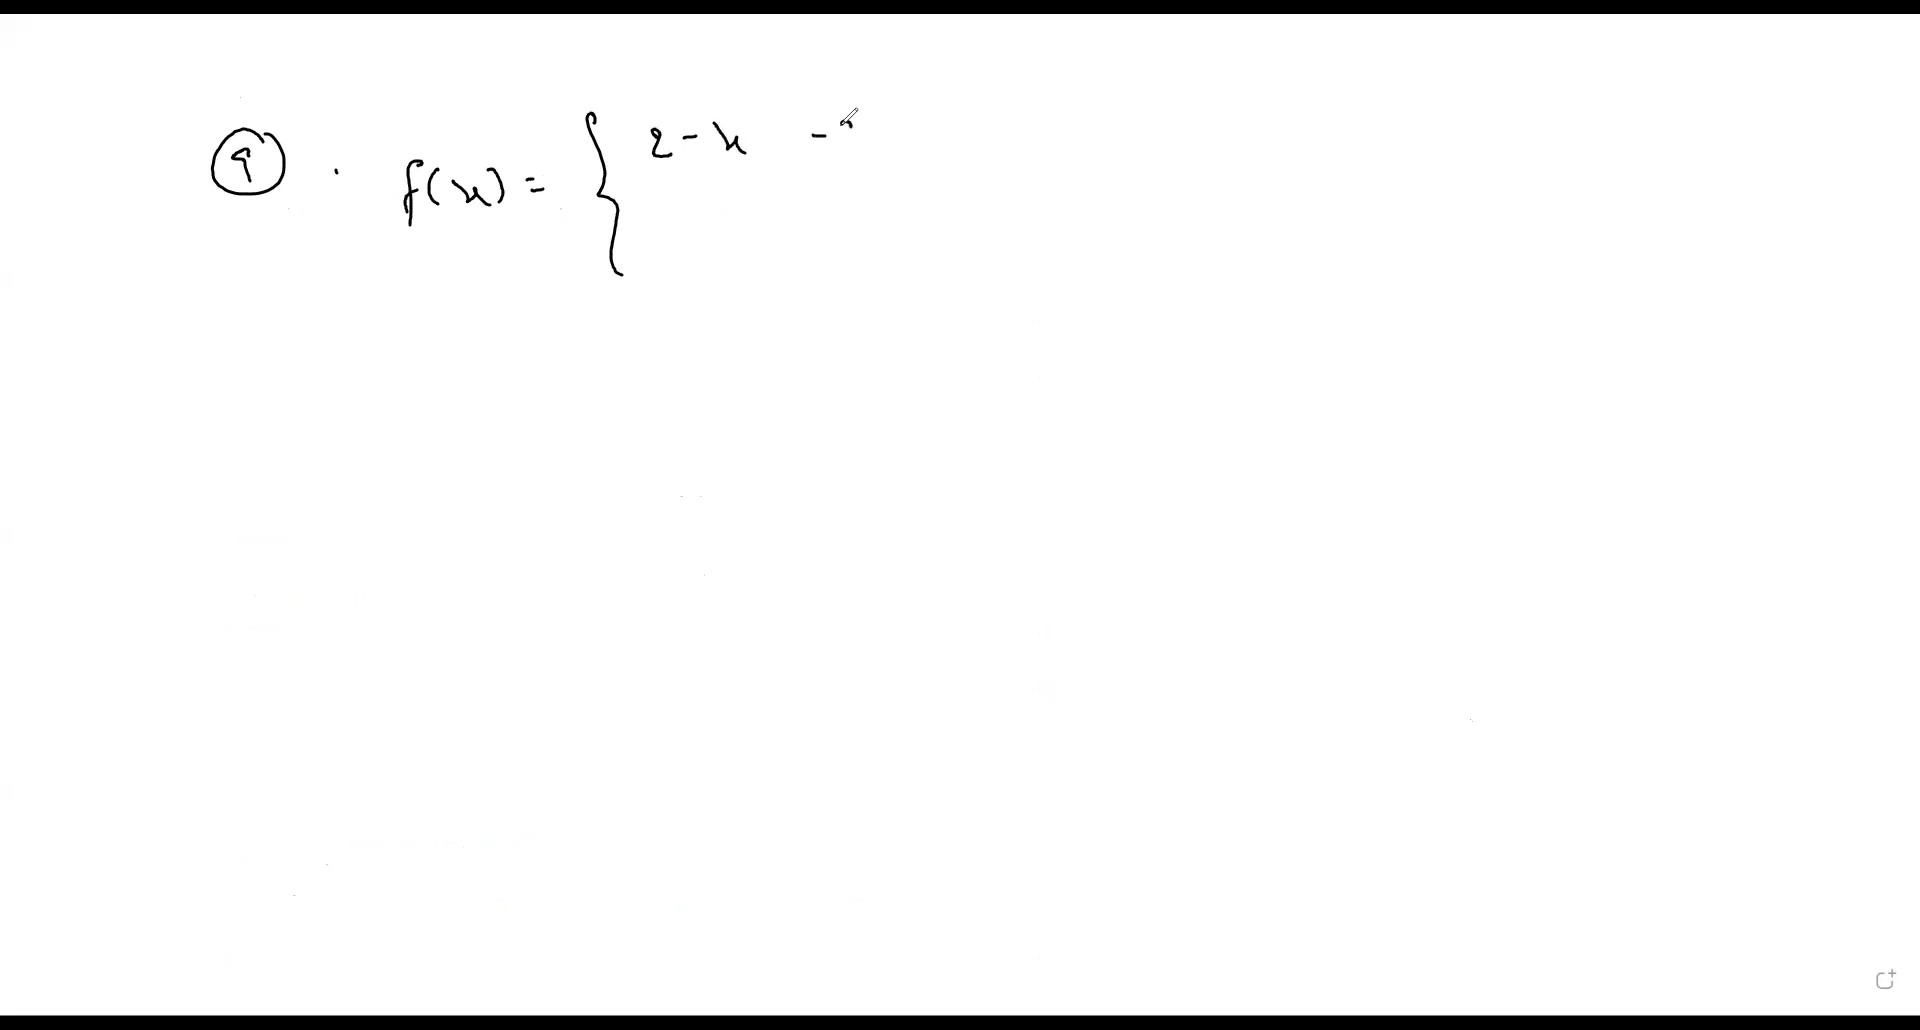 9. f(x) = { 2 - x -